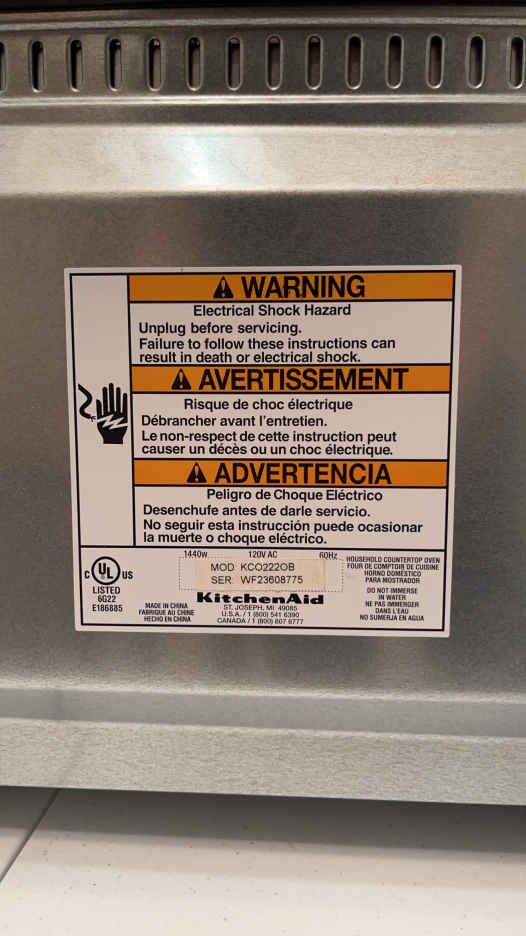 WARNING
Electrical Shock Hazard
Unplug before servicing.
Failure to follow these instructions can
result in death or electrical shock.
AVERTISSEMENT
Risque de choc électrique
Débrancher avant l'entretien.
Le non-respect de cette instruction peut
causer un décès ou un choc électrique.
ADVERTENCIA
Peligro de Choque Eléctrico
Desenchufe antes de darle servicio.
No seguir esta instrucción puede ocasionar
la muerte o choque eléctrico.
C UL US
LISTED
6G22
E186885
MADE IN CHINA
FABRIQUÉ AU CHINE
HECHO EN CHINA
1440w 120V AC 60Hz
MOD KCO222OB
SER: WF23608775
KitchenAid
ST. JOSEPH, MI 49085
U.S.A. / 1 (800) 541 6390
CANADA / 1 (800) 807 6777
HOUSEHOLD COUNTERTOP OVEN
FOUR DE COMPTOIR DE CUISINE
HORNO DOMÉSTICO
PARA MOSTRADOR
DO NOT IMMERSE
IN WATER
NE PAS IMMERGER
DANS L'EAU
NO SUMERJA EN AGUA